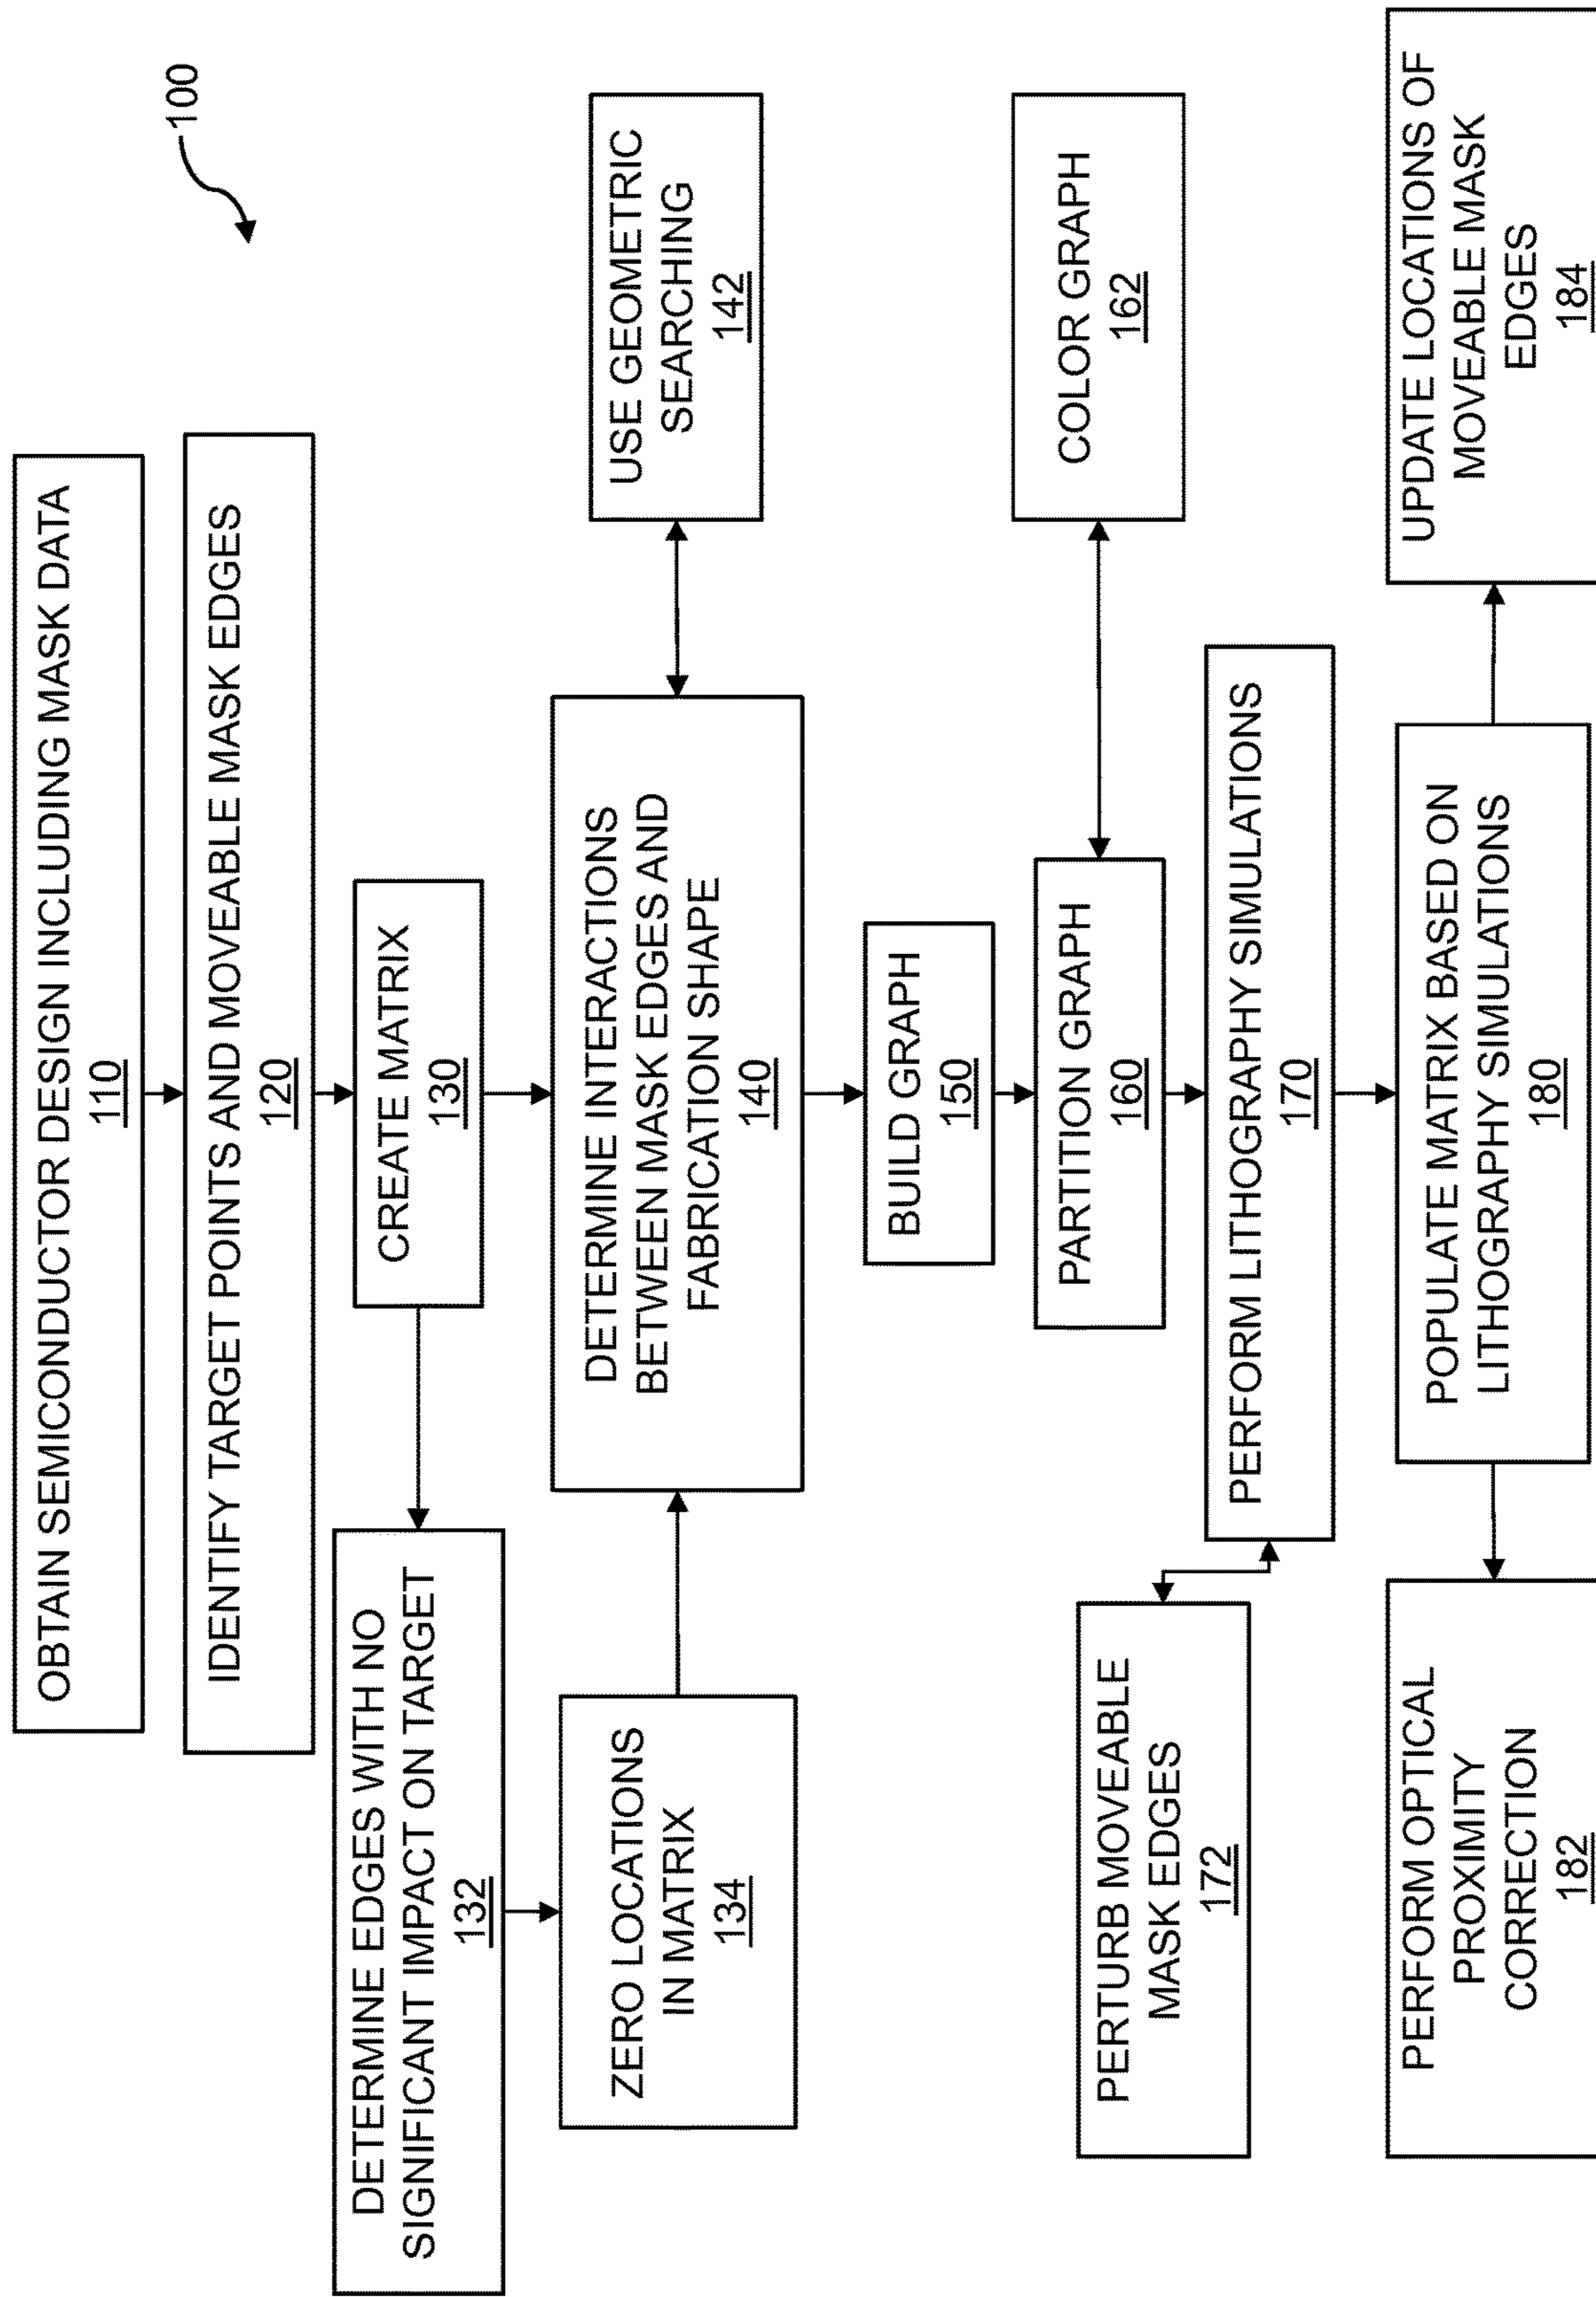 100
OBTAIN SEMICONDUCTOR DESIGN INCLUDING MASK DATA
110
IDENTIFY TARGET POINTS AND MOVEABLE MASK EDGES
120
CREATE MATRIX
130
DETERMINE EDGES WITH NO
SIGNIFICANT IMPACT ON TARGET
132
ZERO LOCATIONS
IN MATRIX
134
DETERMINE INTERACTIONS
BETWEEN MASK EDGES AND
FABRICATION SHAPE
140
USE GEOMETRIC
SEARCHING
142
BUILD GRAPH
150
PARTITION GRAPH
160
COLOR GRAPH
162
PERFORM LITHOGRAPHY SIMULATIONS
170
PERTURB MOVEABLE
MASK EDGES
172
POPULATE MATRIX BASED ON
LITHOGRAPHY SIMULATIONS
180
PERFORM OPTICAL
PROXIMITY
CORRECTION
182
UPDATE LOCATIONS OF
MOVEABLE MASK
EDGES
184